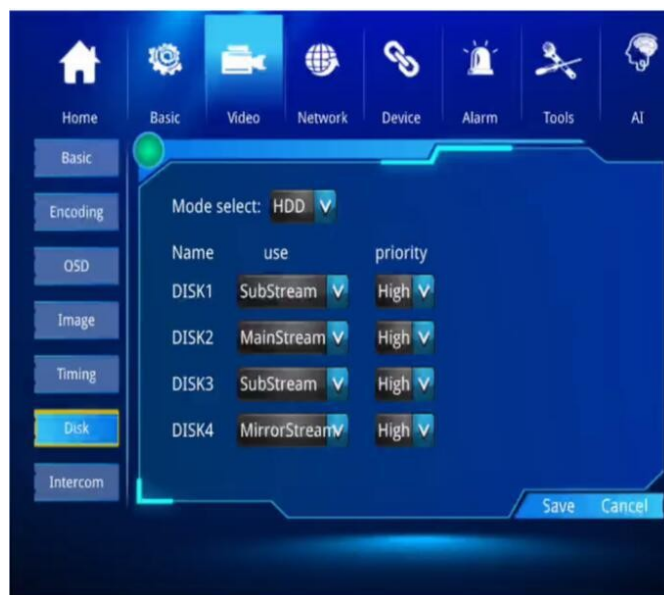 Home Basic Video Network Device Alarm Tools AI
Basic
Encoding
OSD
Image
Timing
Disk
Intercom
Mode select: HDD
Name use priority
DISK1 SubStream High
DISK2 MainStream High
DISK3 SubStream High
DISK4 MirrorStream High
Save Cancel